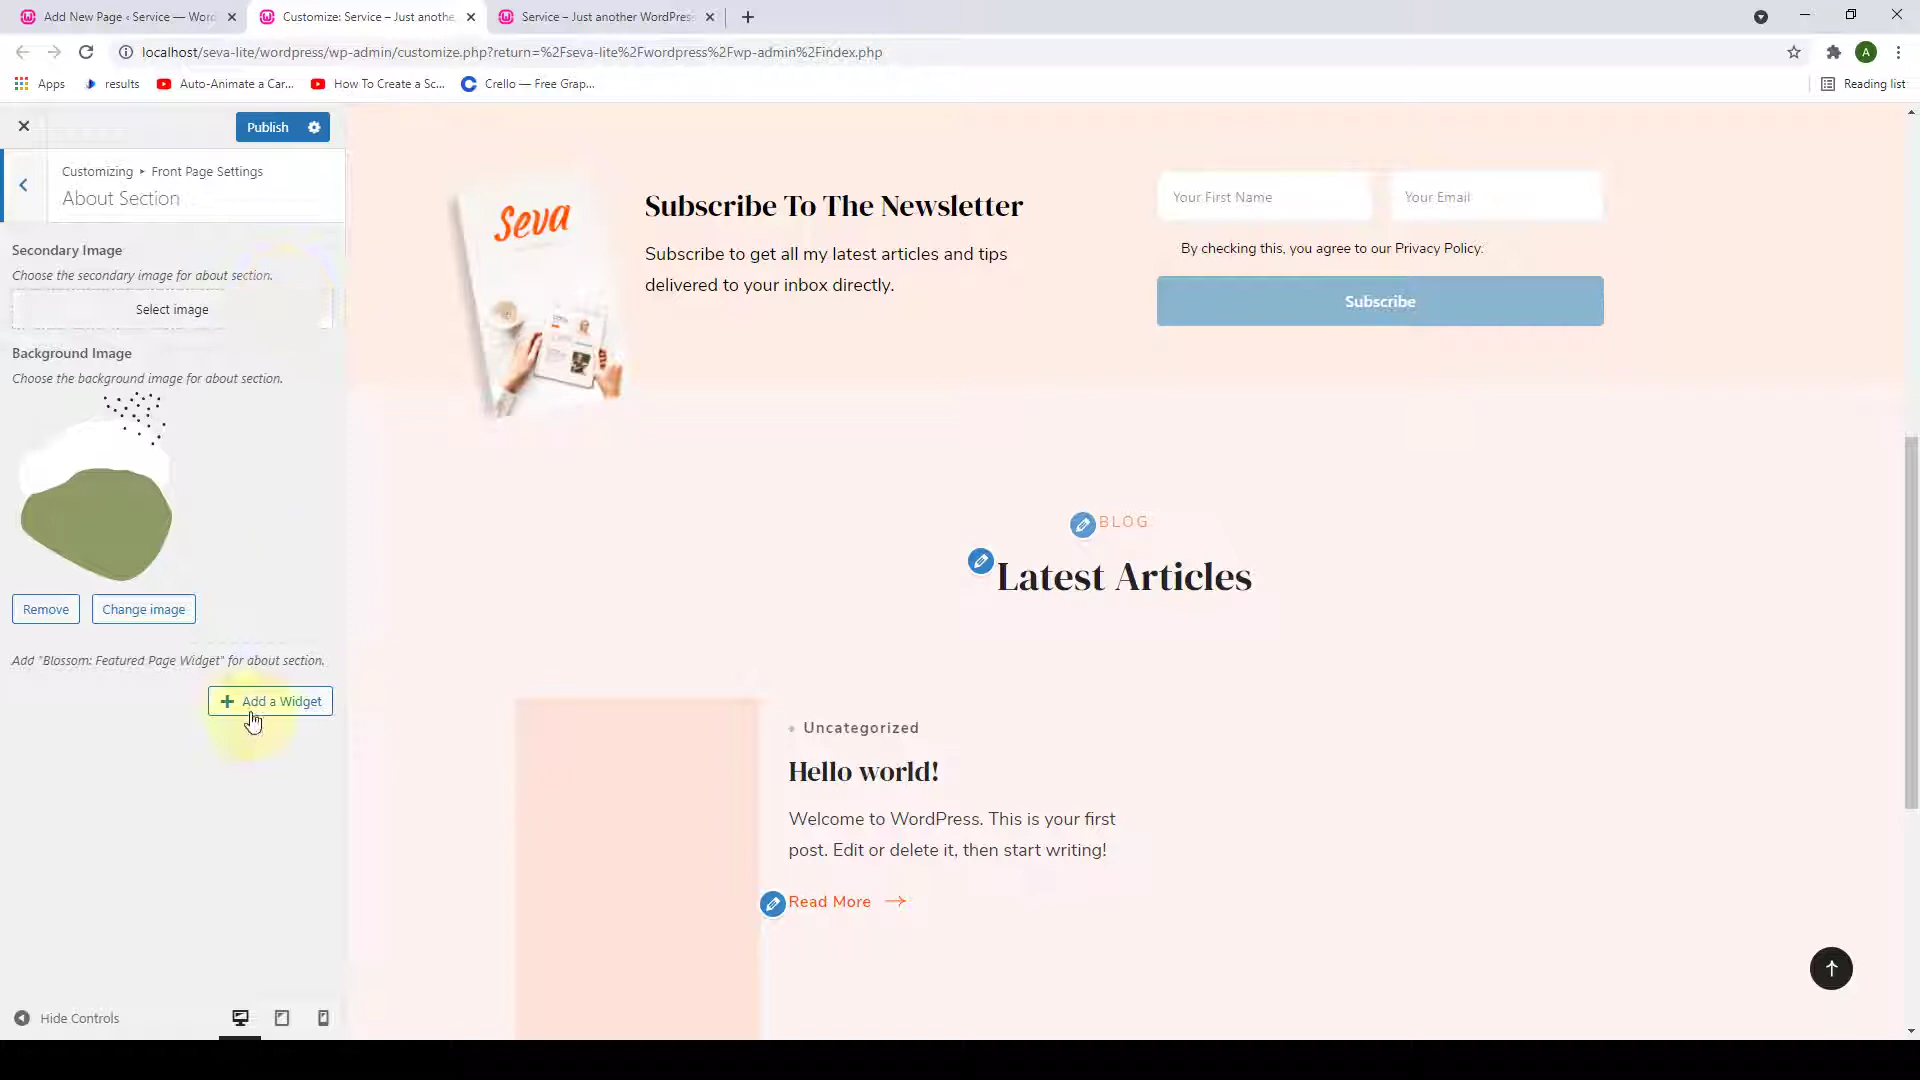 Add New Page ‹ Service — Wor
Customize: Service – Just anothe
Service – Just another WordPres
localhost/seva-lite/wordpress/wp-admin/customize.php?return=%2Fseva-lite%2Fwordpress%2Fwp-admin%2Findex.php
A
Apps
results
Auto-Animate a Car...
How To Create a Sc...
Crello — Free Grap...
Reading list
Publish
Customizing ▸ Front Page Settings
About Section
Secondary Image
Choose the secondary image for about section.
Select image
Background Image
Choose the background image for about section.
Remove
Change image
Add "Blossom: Featured Page Widget" for about section.
Add a Widget
Hide Controls
Seva
Subscribe To The Newsletter
Subscribe to get all my latest articles and tips
delivered to your inbox directly.
Your First Name
Your Email
By checking this, you agree to our Privacy Policy.
Subscribe
BLOG
Latest Articles
Uncategorized
Hello world!
Welcome to WordPress. This is your first
post. Edit or delete it, then start writing!
Read More